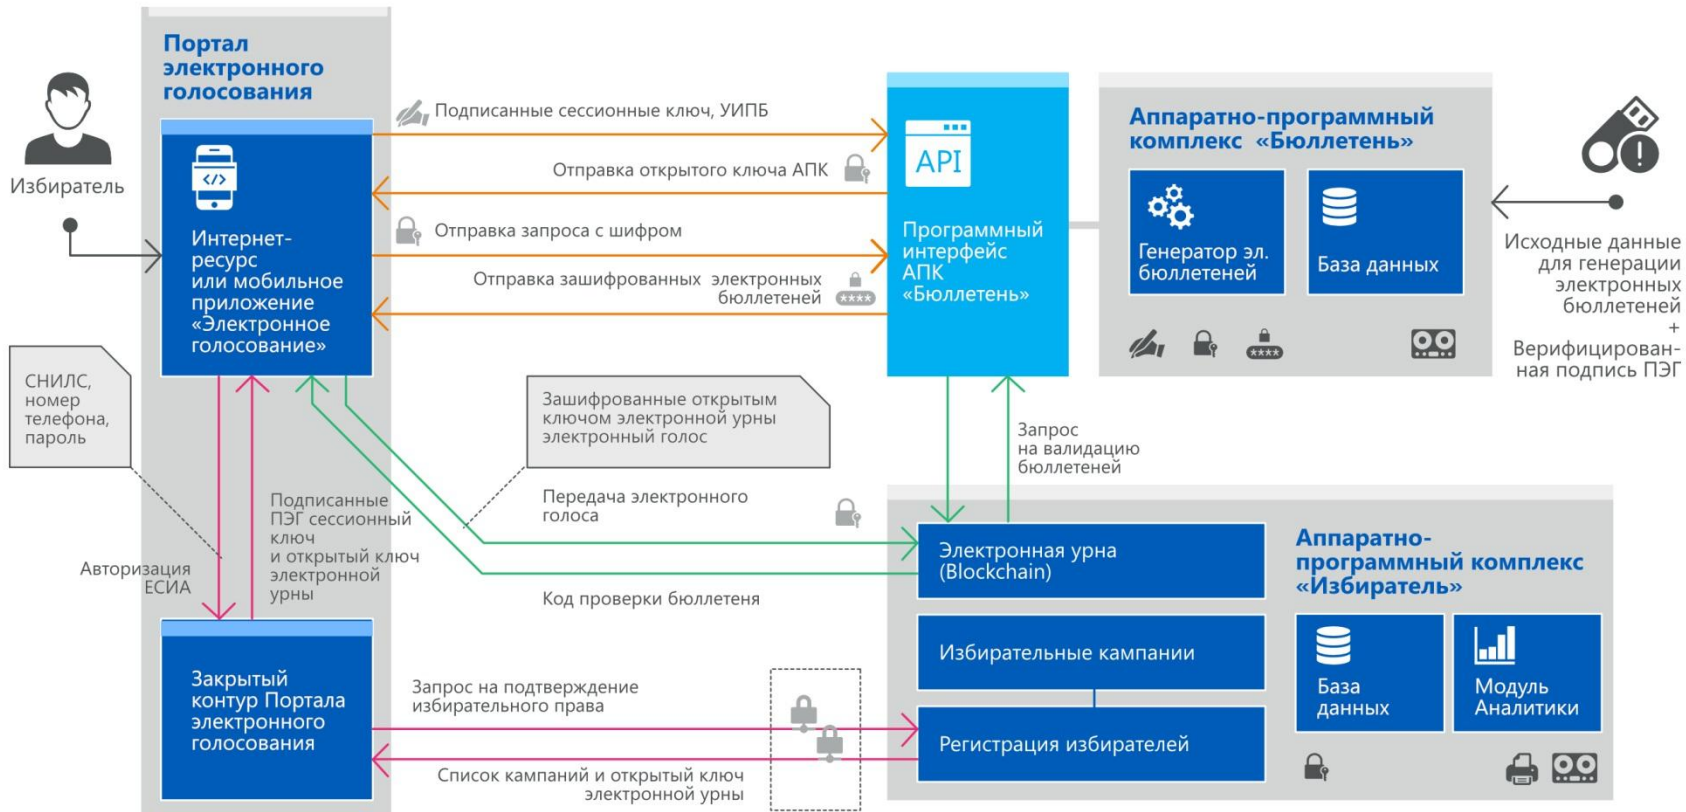 Портал
электронного
голосования
Избиратель
</>
Интернет-
ресурс
или мобильное
приложение
«Электронное
голосование»
Подписанные сессионные ключ, УИПБ
Отправка открытого ключа АПК
Отправка запроса с шифром
Отправка зашифрованных электронных
бюллетеней
****
API
Программный
интерфейс
АПК
«Бюллетень»
Аппаратно-программный
комплекс «Бюллетень»
Генератор эл.
бюллетеней
База данных
****
Исходные данные
для генерации
электронных
бюллетеней
+
Верифицирован-
ная подпись ПЭГ
СНИЛС,
номер
телефона,
пароль
Зашифрованные открытым
ключом электронной урны
электронный голос
Запрос
на валидацию
бюллетеней
Авторизация
ЕСИА
Подписанные
ПЭГ сессионный
ключ
и открытый ключ
электронной
урны
Передача электронного
голоса
Код проверки бюллетеня
Закрытый
контур Портала
электронного
голосования
Запрос на подтверждение
избирательного права
Список кампаний и открытый ключ
электронной урны
Электронная урна
(Blockchain)
Избирательные кампании
Регистрация избирателей
Аппаратно-
программный комплекс
«Избиратель»
База
данных
Модуль
Аналитики